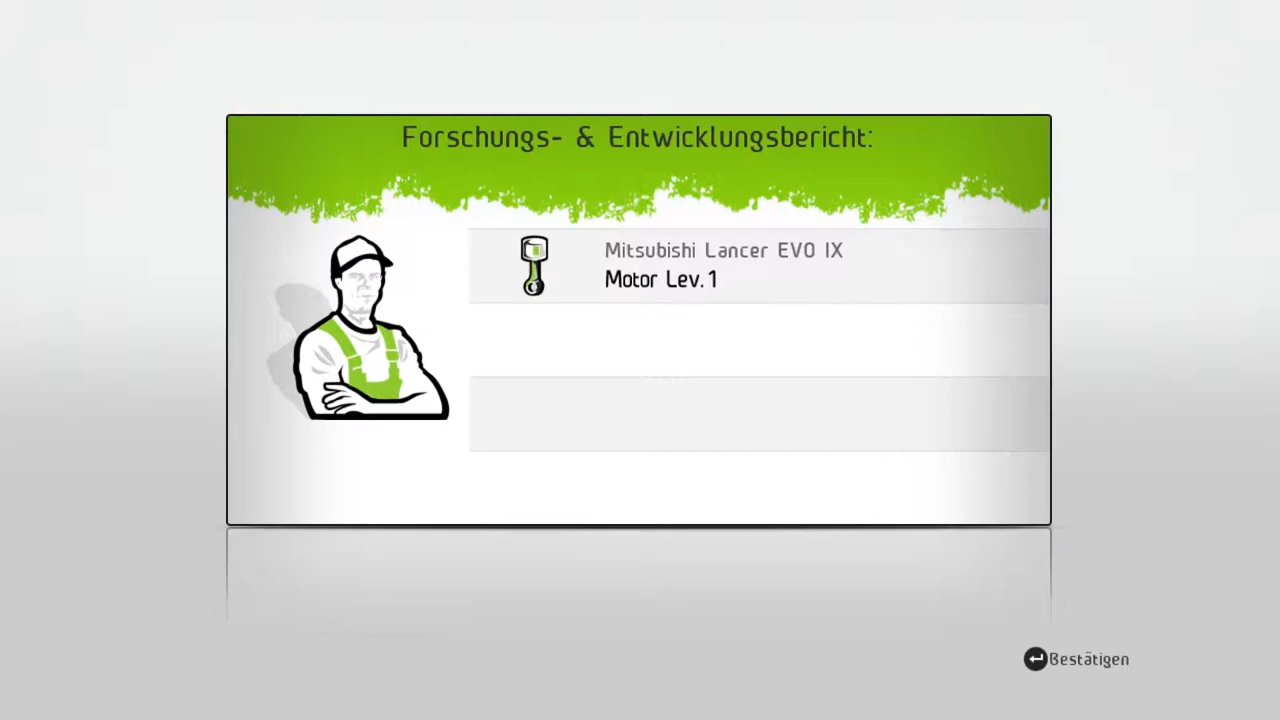 Forschungs- & Entwicklungsbericht:
Mitsubishi Lancer EVO IX
Motor Lev. 1
Bestätigen